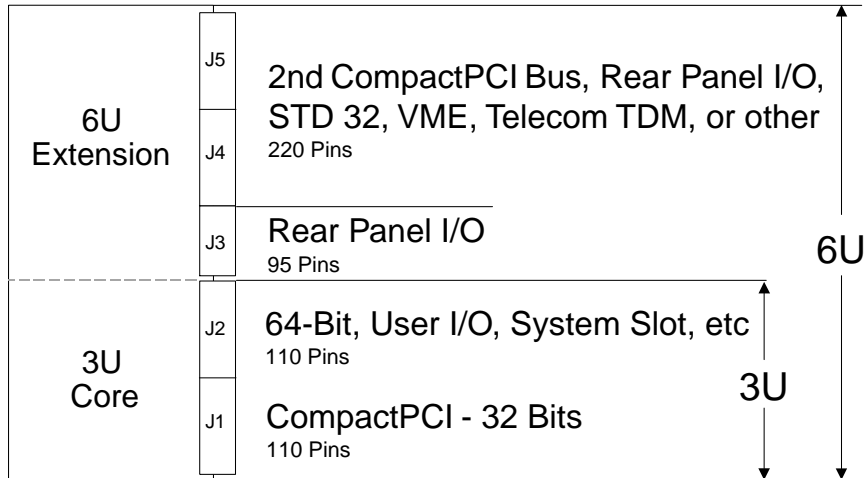 J5
2nd CompactPCI Bus, Rear Panel I/O,
STD 32, VME, Telecom TDM, or other
220 Pins
6U
Extension
J4
J3
Rear Panel I/O
95 Pins
6U
J2
64-Bit, User I/O, System Slot, etc
110 Pins
3U
Core
3U
J1
CompactPCI - 32 Bits
110 Pins